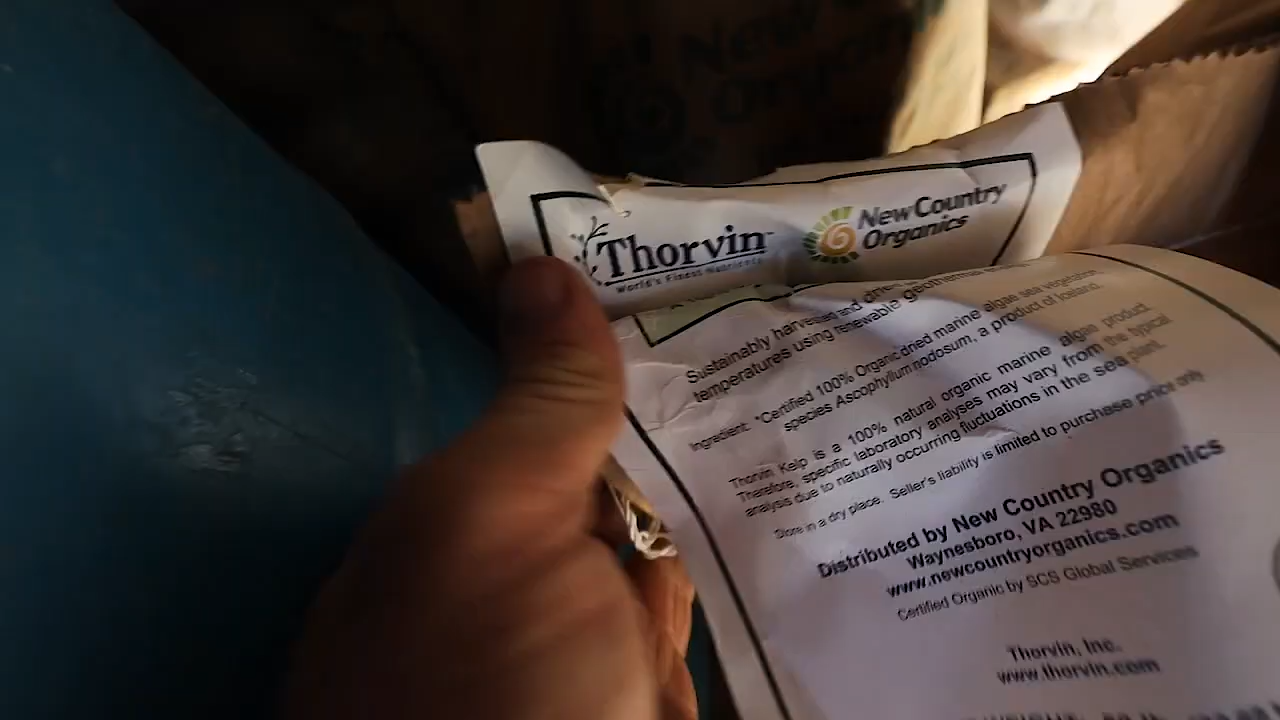 Thorvin
World's Finest Nutrients
New Country
Organics
Sustainably harvested and dried
temperatures using renewable geothermal
Ingredient: *Certified 100% Organic dried marine algae sea vegetation,
species Ascophyllum nodosum, a product of Iceland.
Thorvin Kelp is a 100% natural organic marine algae product.
Therefore, specific laboratory analyses may vary from the typical
analysis due to naturally occurring fluctuations in the sea plant.
Store in a dry place. Seller's liability is limited to purchase price only.
Distributed by New Country Organics
Waynesboro, VA 22980
www.newcountryorganics.com
Certified Organic by SCS Global Services
Thorvin, Inc.
www.thorvin.com